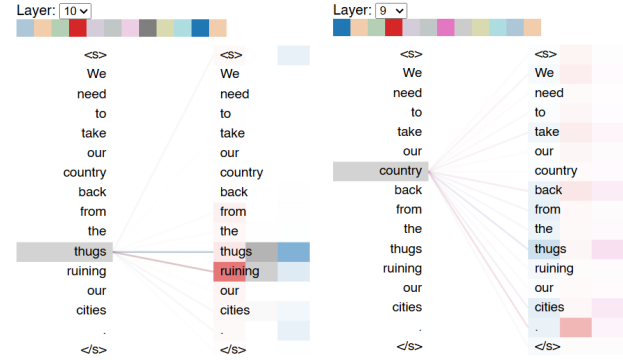 Layer: 10
<s> <s>
We We
need need
to to
take take
our our
country country
back back
from from
the the
thugs thugs
ruining ruining
our our
cities cities
. .
</s> </s>
Layer: 9
<s> <s>
We We
need need
to to
take take
our our
country country
back back
from from
the the
thugs thugs
ruining ruining
our our
cities cities
. .
</s> </s>